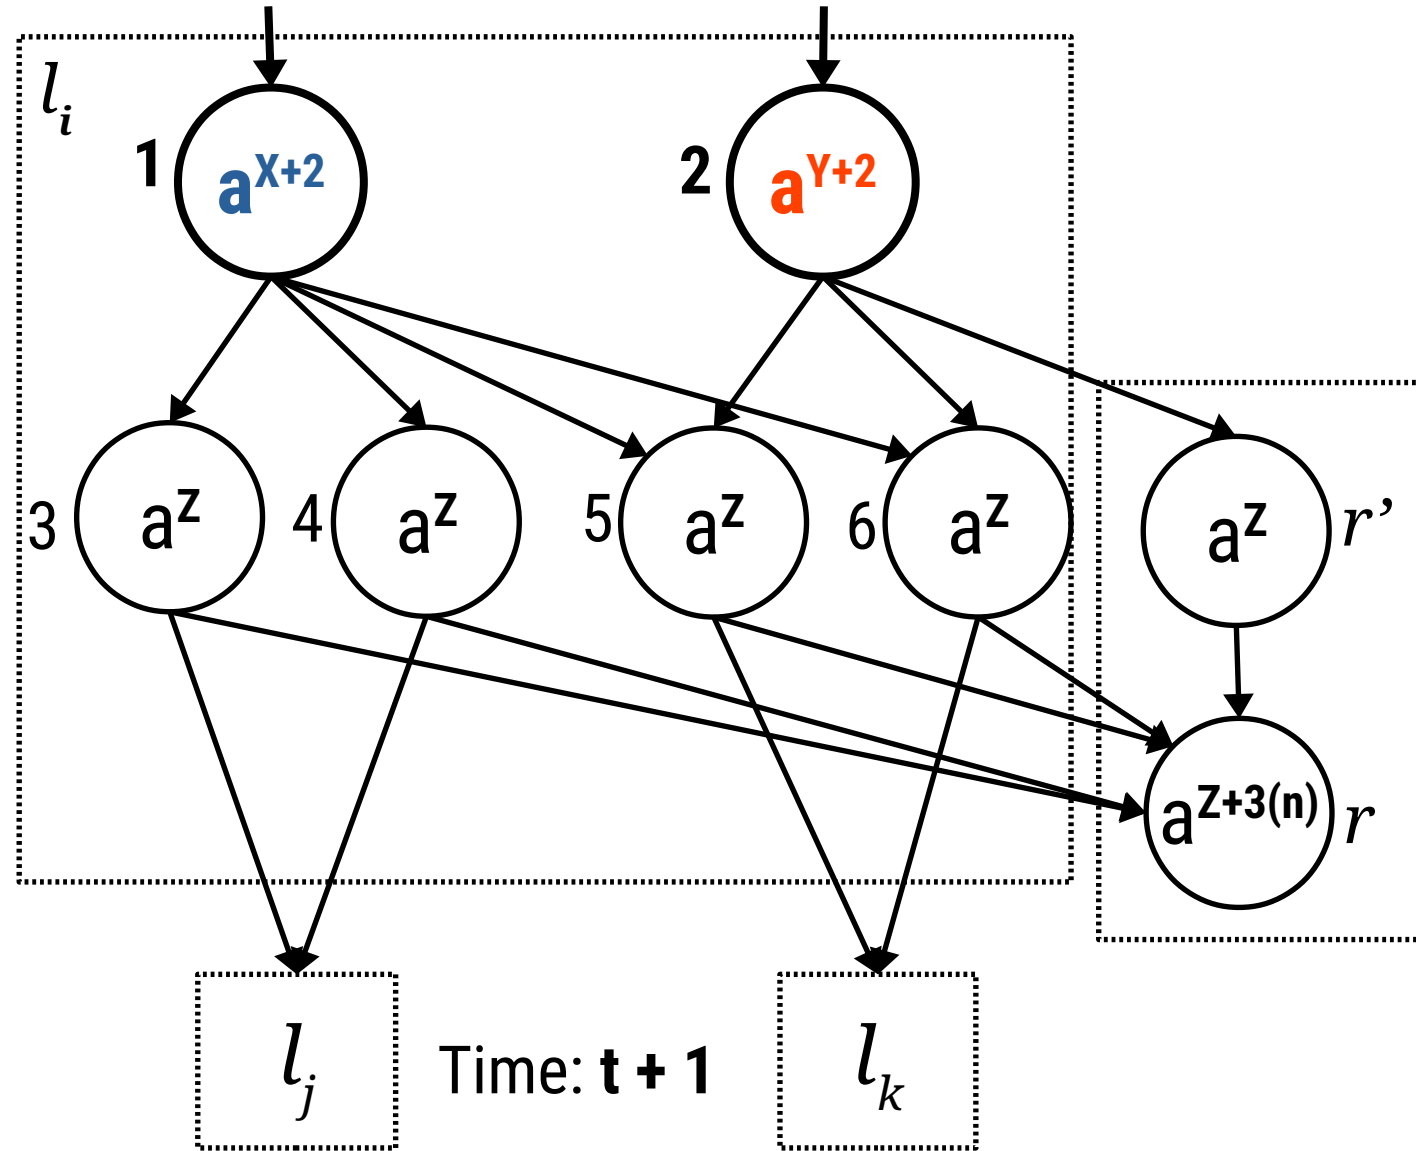 l_i
1 a^X+2
2 a^Y+2
3 a^Z
4 a^Z
5 a^Z
6 a^Z
a^Z r’
a^Z+3(n) r
l_j
Time: t + 1
l_k